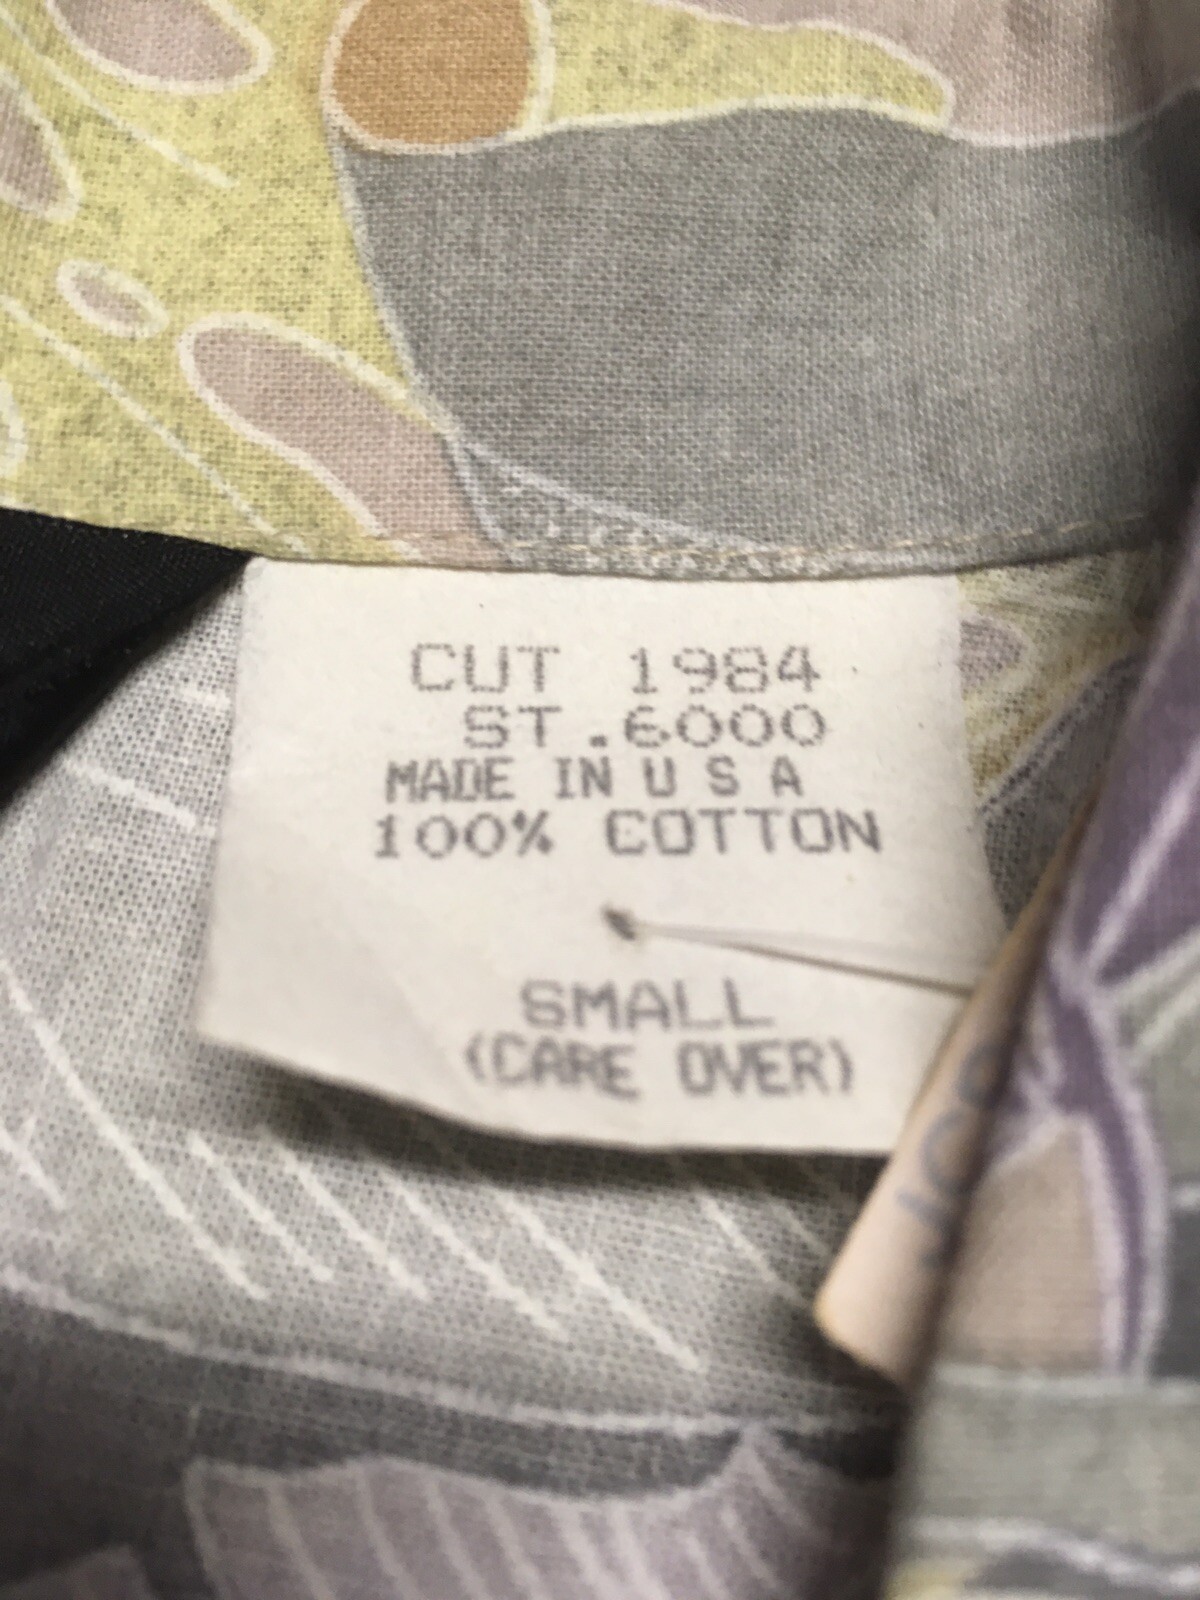 CUT 1984
ST.6000
MADE IN U S A
100% COTTON
SMALL
(CARE OVER)